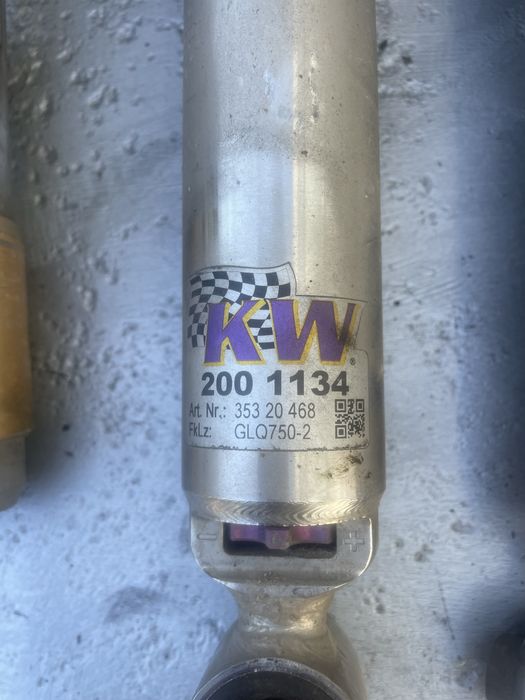 KW®
200 1134
Art. Nr.: 353 20 468
FkLz: GLQ750-2
- +